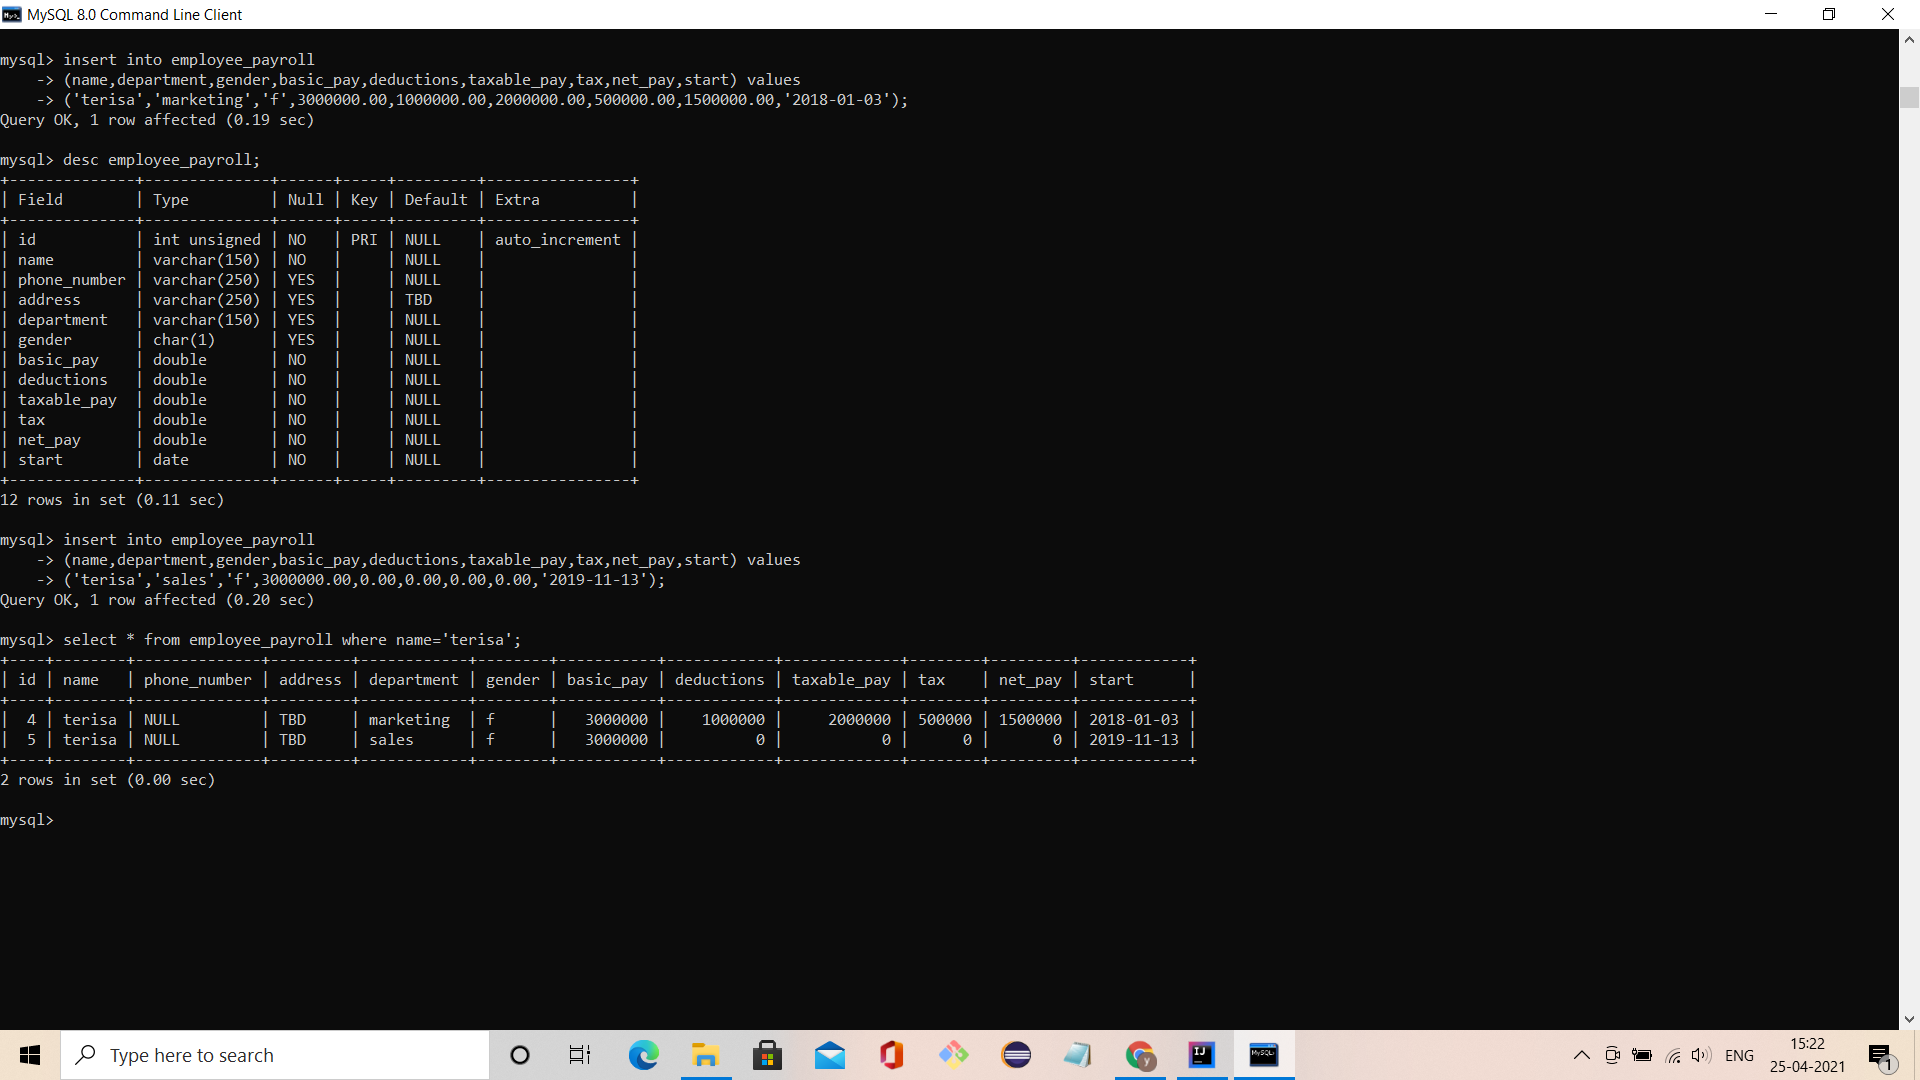 MySQL 8.0 Command Line Client
mysql> insert into employee_payroll
    -> (name,department,gender,basic_pay,deductions,taxable_pay,tax,net_pay,start) values
    -> ('terisa','marketing','f',3000000.00,1000000.00,2000000.00,500000.00,1500000.00,'2018-01-03');
Query OK, 1 row affected (0.19 sec)
mysql> desc employee_payroll;
+--------------+--------------+------+-----+---------+----------------+
| Field        | Type         | Null | Key | Default | Extra          |
+--------------+--------------+------+-----+---------+----------------+
| id           | int unsigned | NO   | PRI | NULL    | auto_increment |
| name         | varchar(150) | NO   |     | NULL    |                |
| phone_number | varchar(250) | YES  |     | NULL    |                |
| address      | varchar(250) | YES  |     | TBD     |                |
| department   | varchar(150) | YES  |     | NULL    |                |
| gender       | char(1)      | YES  |     | NULL    |                |
| basic_pay    | double       | NO   |     | NULL    |                |
| deductions   | double       | NO   |     | NULL    |                |
| taxable_pay  | double       | NO   |     | NULL    |                |
| tax          | double       | NO   |     | NULL    |                |
| net_pay      | double       | NO   |     | NULL    |                |
| start        | date         | NO   |     | NULL    |                |
+--------------+--------------+------+-----+---------+----------------+
12 rows in set (0.11 sec)
mysql> insert into employee_payroll
    -> (name,department,gender,basic_pay,deductions,taxable_pay,tax,net_pay,start) values
    -> ('terisa','sales','f',3000000.00,0.00,0.00,0.00,0.00,'2019-11-13');
Query OK, 1 row affected (0.20 sec)
mysql> select * from employee_payroll where name='terisa';
+----+--------+--------------+---------+------------+--------+-----------+------------+-------------+--------+---------+------------+
| id | name   | phone_number | address | department | gender | basic_pay | deductions | taxable_pay | tax    | net_pay | start      |
+----+--------+--------------+---------+------------+--------+-----------+------------+-------------+--------+---------+------------+
|  4 | terisa | NULL         | TBD     | marketing  | f      |   3000000 |    1000000 |     2000000 | 500000 | 1500000 | 2018-01-03 |
|  5 | terisa | NULL         | TBD     | sales      | f      |   3000000 |          0 |           0 |      0 |       0 | 2019-11-13 |
+----+--------+--------------+---------+------------+--------+-----------+------------+-------------+--------+---------+------------+
2 rows in set (0.00 sec)
mysql>
Type here to search
y
IJ
MySQL
ENG
15:22
25-04-2021
1